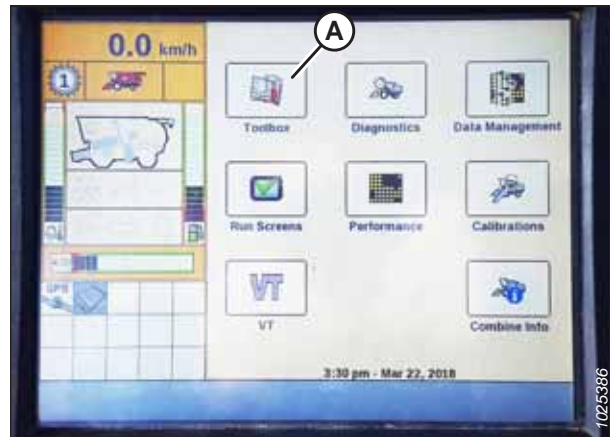 0.0 km/h
A
1
Toolbox
Diagnostics
Data Management
Run Screens
Performance
Calibrations
VT
VT
Combine Info
GPS
3:30 pm - Mar 22, 2018
1025386